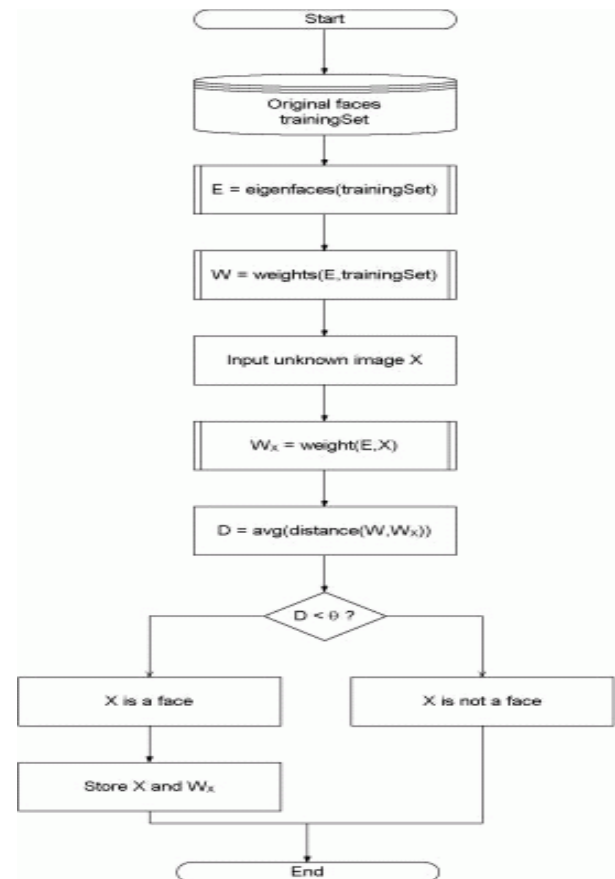 Start
Original faces
trainingSet
E = eigenfaces(trainingSet)
W = weights(E,trainingSet)
Input unknown image X
Wₓ = weight(E,X)
D = avg(distance(W,Wₓ))
D < θ ?
X is a face
X is not a face
Store X and Wₓ
End